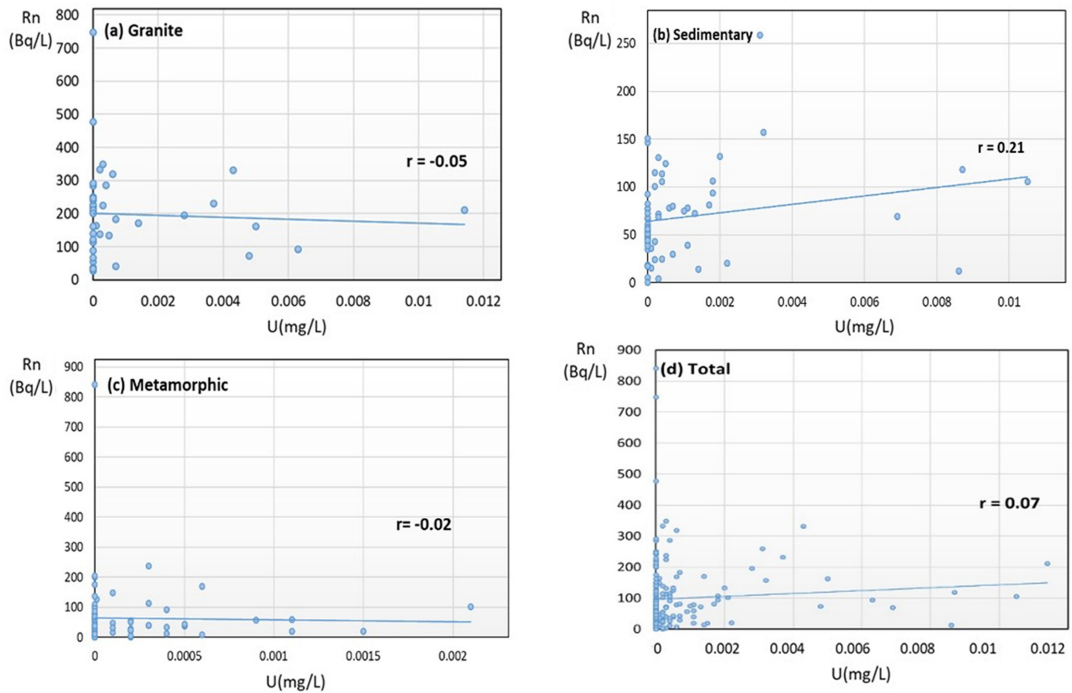 Rn
(Bq/L)
(a) Granite
800
700
600
500
400
300
200
100
0
r = -0.05
0 0.002 0.004 0.006 0.008 0.01 0.012
U(mg/L)
Rn
(Bq/L)
(b) Sedimentary
250
200
150
100
50
0
r = 0.21
0 0.002 0.004 0.006 0.008 0.01
U(mg/L)
Rn
(Bq/L)
(c) Metamorphic
900
800
700
600
500
400
300
200
100
0
r= -0.02
0 0.0005 0.001 0.0015 0.002
U(mg/L)
Rn
(Bq/L)
(d) Total
900
800
700
600
500
400
300
200
100
0
r = 0.07
0 0.002 0.004 0.006 0.008 0.01 0.012
U(mg/L)